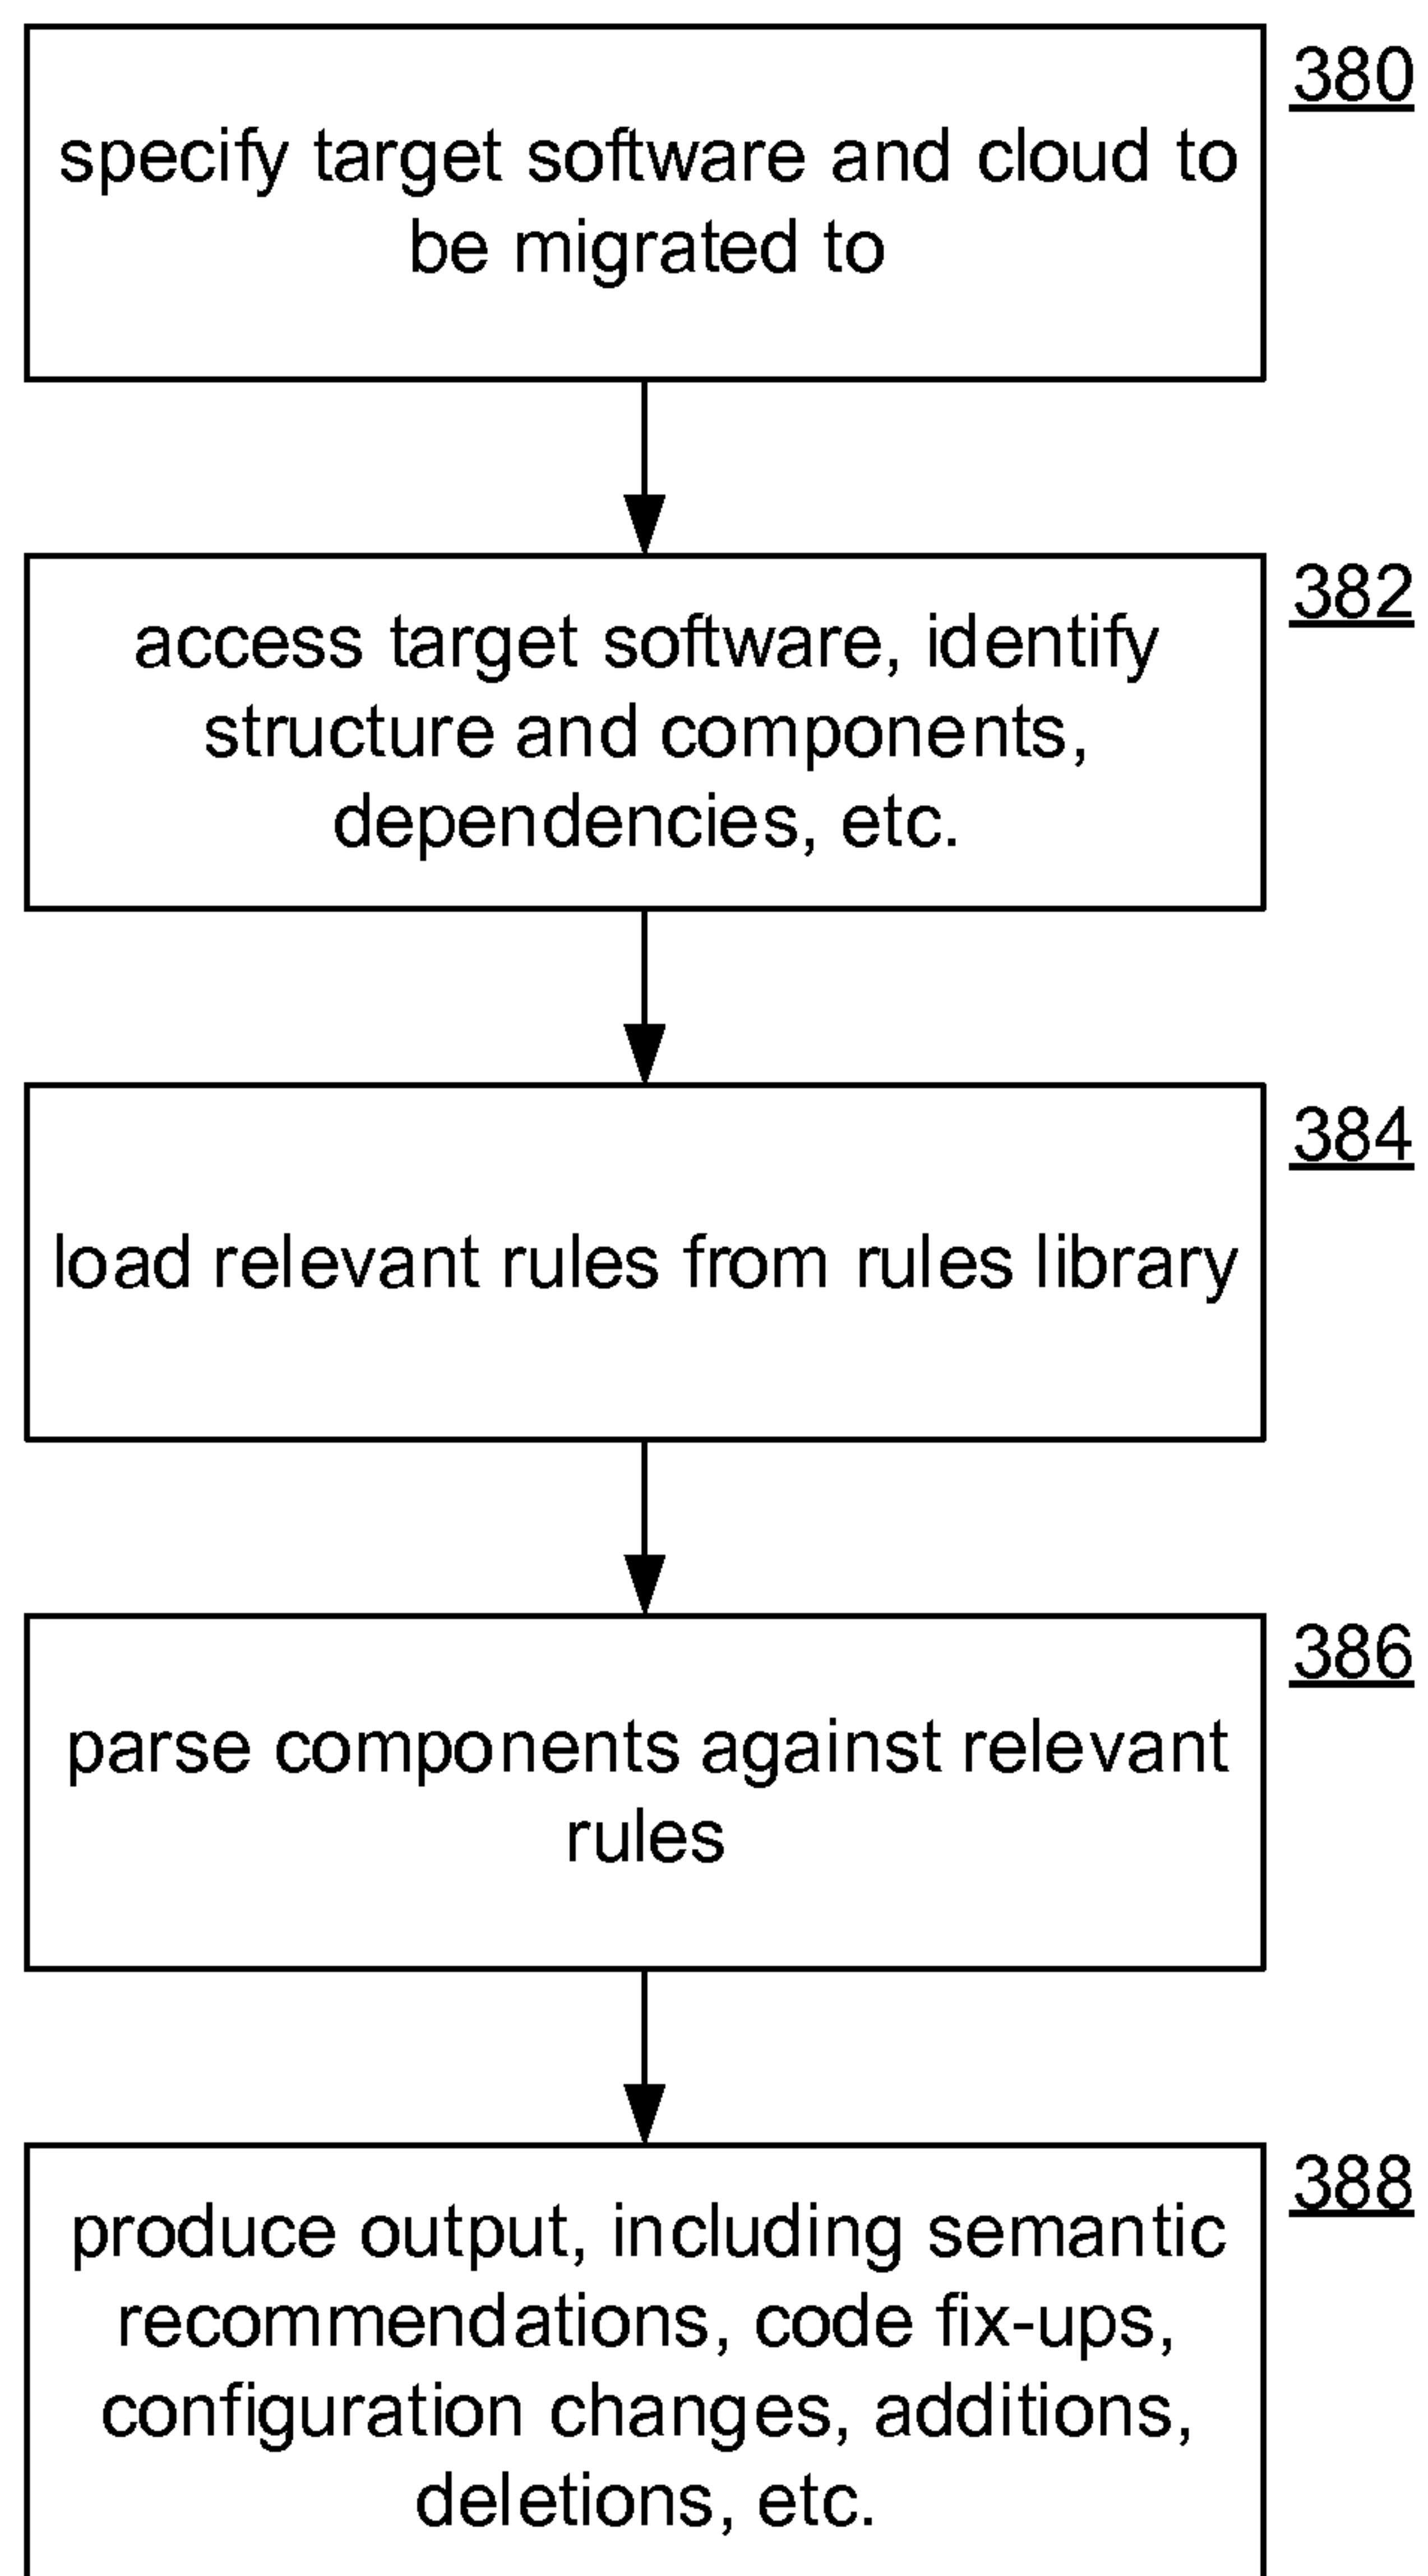 380
specify target software and cloud to
be migrated to
382
access target software, identify
structure and components,
dependencies, etc.
384
load relevant rules from rules library
386
parse components against relevant
rules
388
produce output, including semantic
recommendations, code fix-ups,
configuration changes, additions,
deletions, etc.